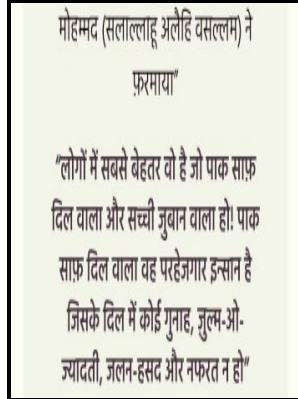 मोहम्मद (सलाल्लाहू अलैहि वसल्लम) ने
फ़रमाया"
"लोगों में सबसे बेहतर वो है जो पाक साफ़
दिल वाला और सच्ची जुबान वाला हो! पाक
साफ़ दिल वाला वह परहेजगार इन्सान है
जिसके दिल में कोई गुनाह, जुल्म-ओ-
ज्यादती, जलन-हसद और नफरत न हो"